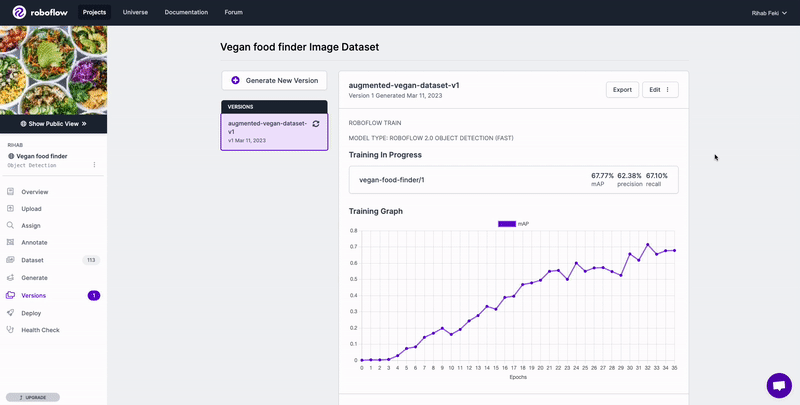 roboflow
Projects
Universe
Documentation
Forum
Rihab Feki
Show Public View
RIHAB
Vegan food finder
Object Detection
Overview
Upload
Assign
Annotate
Dataset 113
Generate
Versions 1
Deploy
Health Check
UPGRADE
Vegan food finder Image Dataset
Generate New Version
VERSIONS
augmented-vegan-dataset-
v1
v1 Mar 11, 2023
augmented-vegan-dataset-v1
Version 1 Generated Mar 11, 2023
Export
Edit
ROBOFLOW TRAIN
MODEL TYPE: ROBOFLOW 2.0 OBJECT DETECTION (FAST)
Training In Progress
vegan-food-finder/1
67.77% 62.38% 67.10%
mAP precision recall
Training Graph
mAP
0.8
0.7
0.6
0.5
0.4
0.3
0.2
0.1
0
0 1 2 3 4 5 6 7 8 9 10 11 12 13 14 15 16 17 18 19 20 21 22 23 24 25 26 27 28 29 30 31 32 33 34 35
Epochs